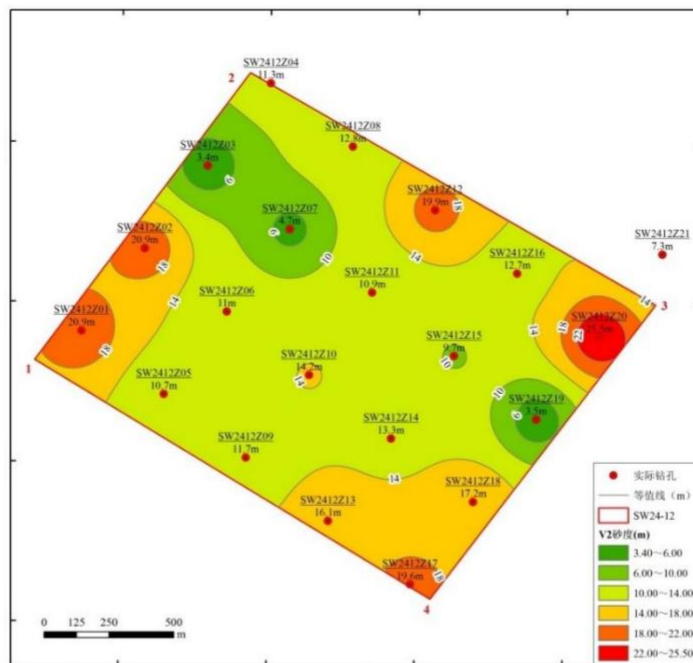 SW2412Z04
11.3m
2
SW2412Z08
12.8m
SW2412Z03
3.4m
6
SW2412Z12
19.9m
18
SW2412Z07
4.7m
6
SW2412Z02
20.9m
18
SW2412Z21
7.3m
10
14
SW2412Z16
12.7m
SW2412Z11
10.9m
14
14
3
SW2412Z06
11m
SW2412Z01
20.9m
18
SW2412Z20
14
18
22
SW2412Z15
9.7m
10
1
SW2412Z10
14.2m
14
SW2412Z05
10.7m
10
SW2412Z19
3.5m
6
SW2412Z14
13.3m
SW2412Z09
11.7m
14
SW2412Z18
17.2m
SW2412Z13
16.1m
SW2412Z17
19.6m
18
4
实际钻孔
等值线（m）
SW24-12
V2砂度(m)
3.40～6.00
6.00～10.00
10.00～14.00
14.00～18.00
18.00～22.00
22.00～25.50
0 125 250 500
m